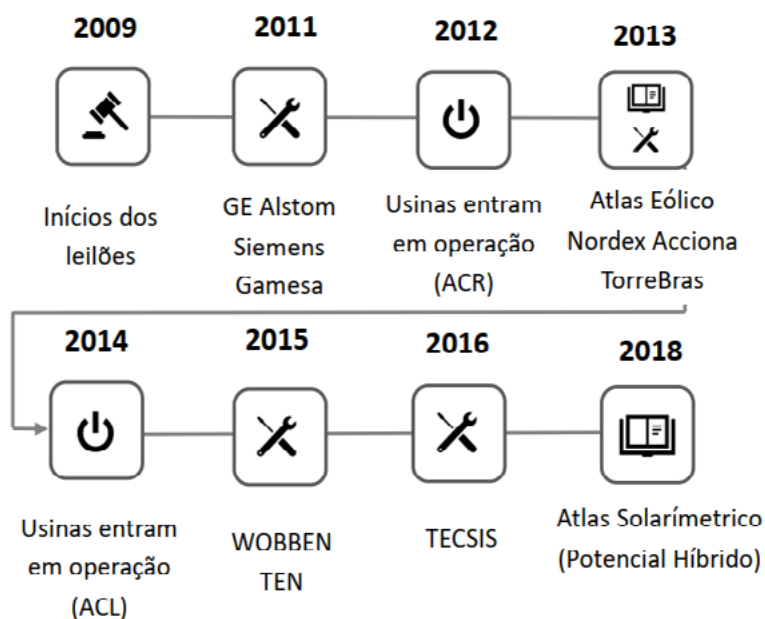 2009
2011
2012
2013
Inícios dos
leilões
GE Alstom
Siemens
Gamesa
Usinas entram
em operação
(ACR)
Atlas Eólico
Nordex Acciona
TorreBras
2014
2015
2016
2018
Usinas entram
em operação
(ACL)
WOBBEN
TEN
TECSIS
Atlas Solarímetrico
(Potencial Híbrido)